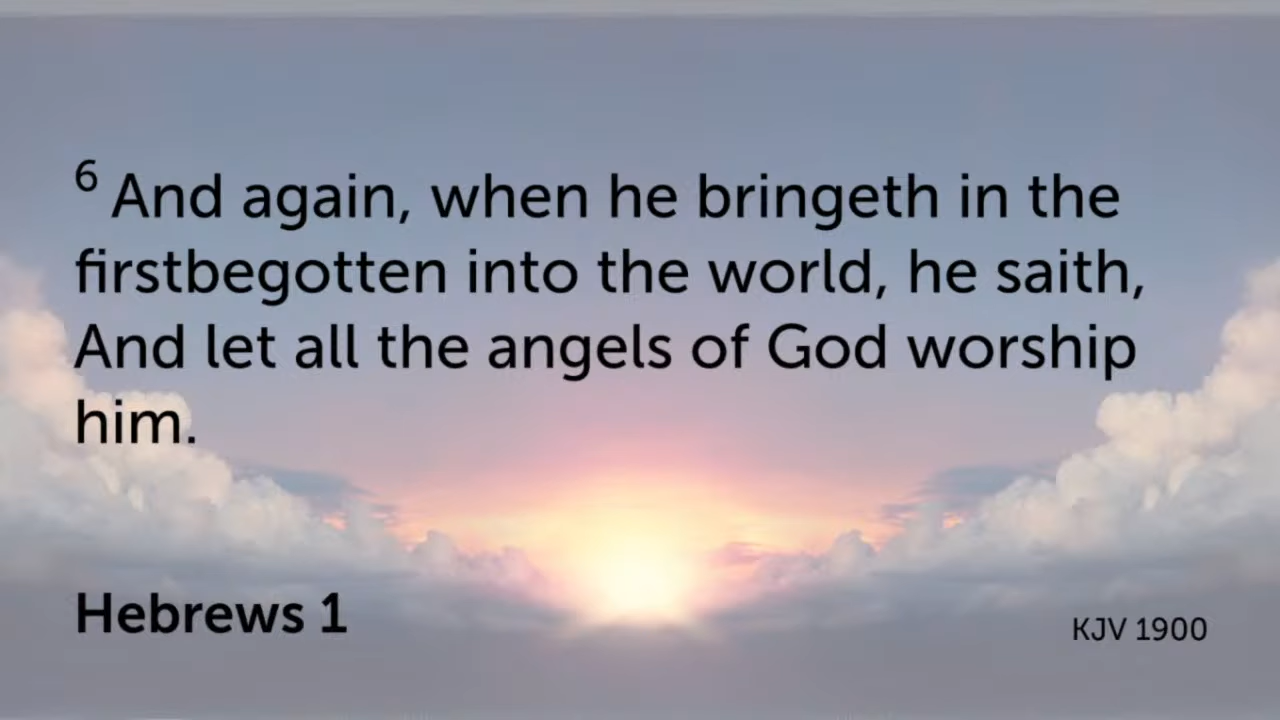 6 And again, when he bringeth in the
firstbegotten into the world, he saith,
And let all the angels of God worship
him.
Hebrews 1
KJV 1900